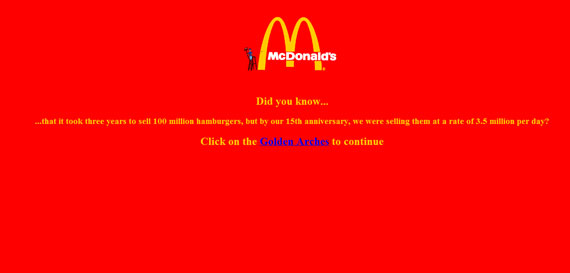 McDonald's
Did you know...
...that it took three years to sell 100 million hamburgers, but by our 15th anniversary, we were selling them at a rate of 3.5 million per day?
Click on the Golden Arches to continue